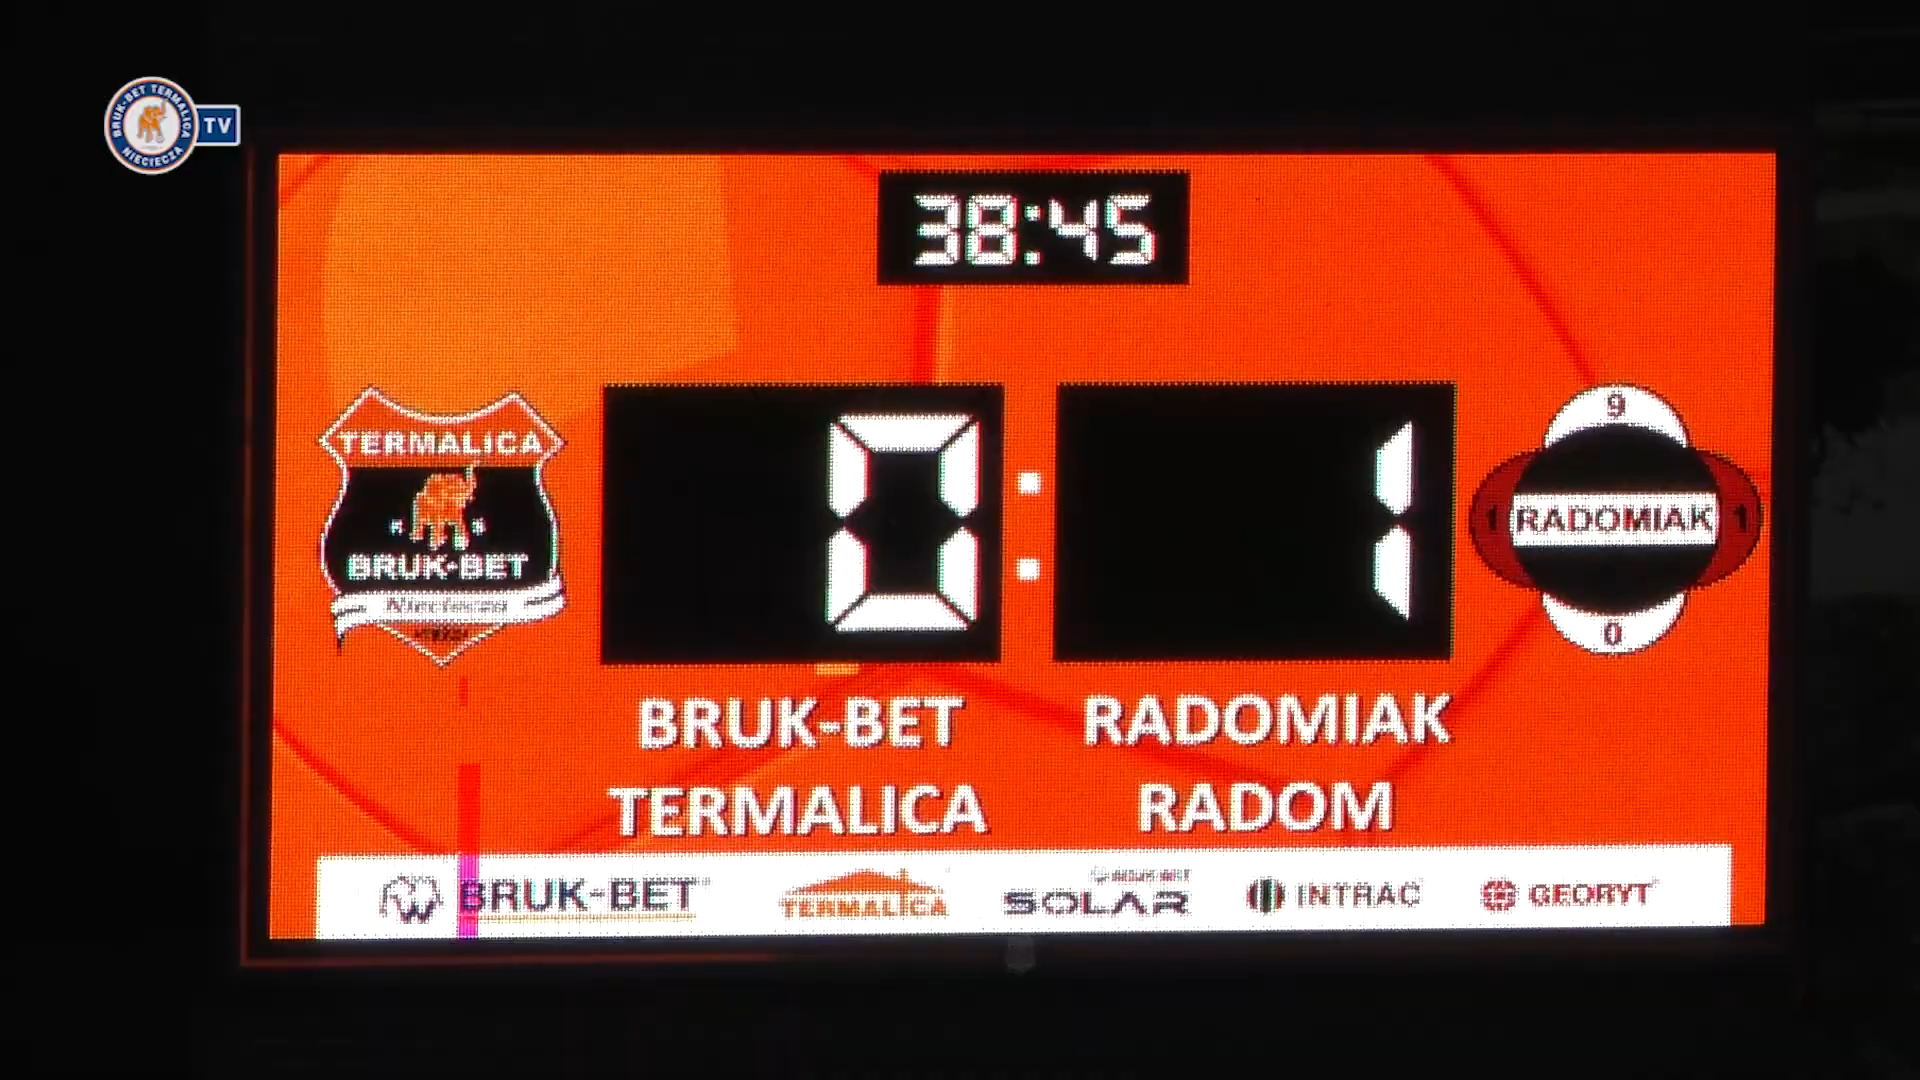 BRUK-BET TERMALICA
NIECIECZA
TV
38:45
TERMALICA
BRUK-BET
Nieciecza
9
1 RADOMIAK 1
0
0 : 1
BRUK-BET
TERMALICA
RADOMIAK
RADOM
BRUK-BET
TERMALICA
SOLAR
INTRAC
GEORYT